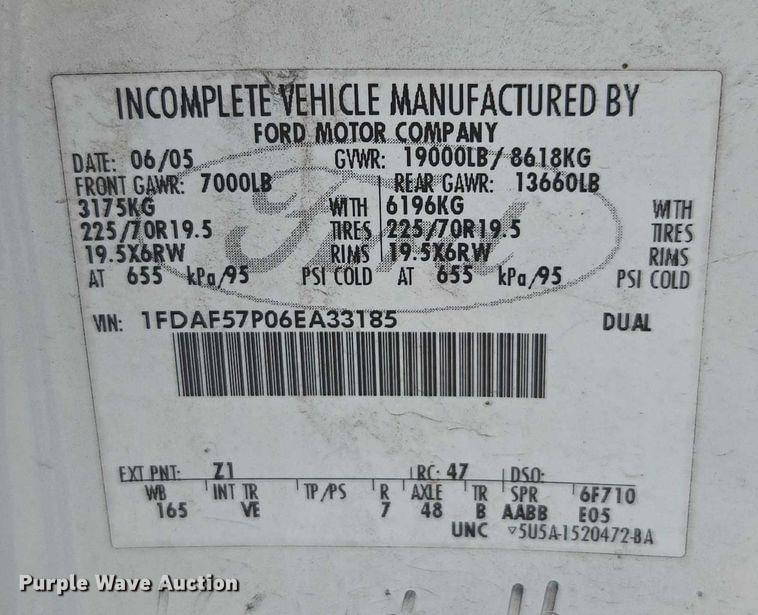 INCOMPLETE VEHICLE MANUFACTURED BY
FORD MOTOR COMPANY
DATE: 06/05 GVWR: 19000LB/ 8618KG
FRONT GAWR: 7000LB REAR GAWR: 13660LB
3175KG WITH 6196KG WITH
225/70R19.5 TIRES 225/70R19.5 TIRES
19.5X6RW RIMS 19.5X6RW RIMS
AT 655 kPa/95 PSI COLD AT 655 kPa/95 PSI COLD
VIN: 1FDAF57P06EA33185 DUAL
EXT PNT: Z1 RC: 47 DSO:
WB INT TR TP/PS R AXLE TR SPR 6F710
165 VE 7 48 B AABB E05
UNC ▽5U5A-1520472-BA
Ford
Purple Wave Auction